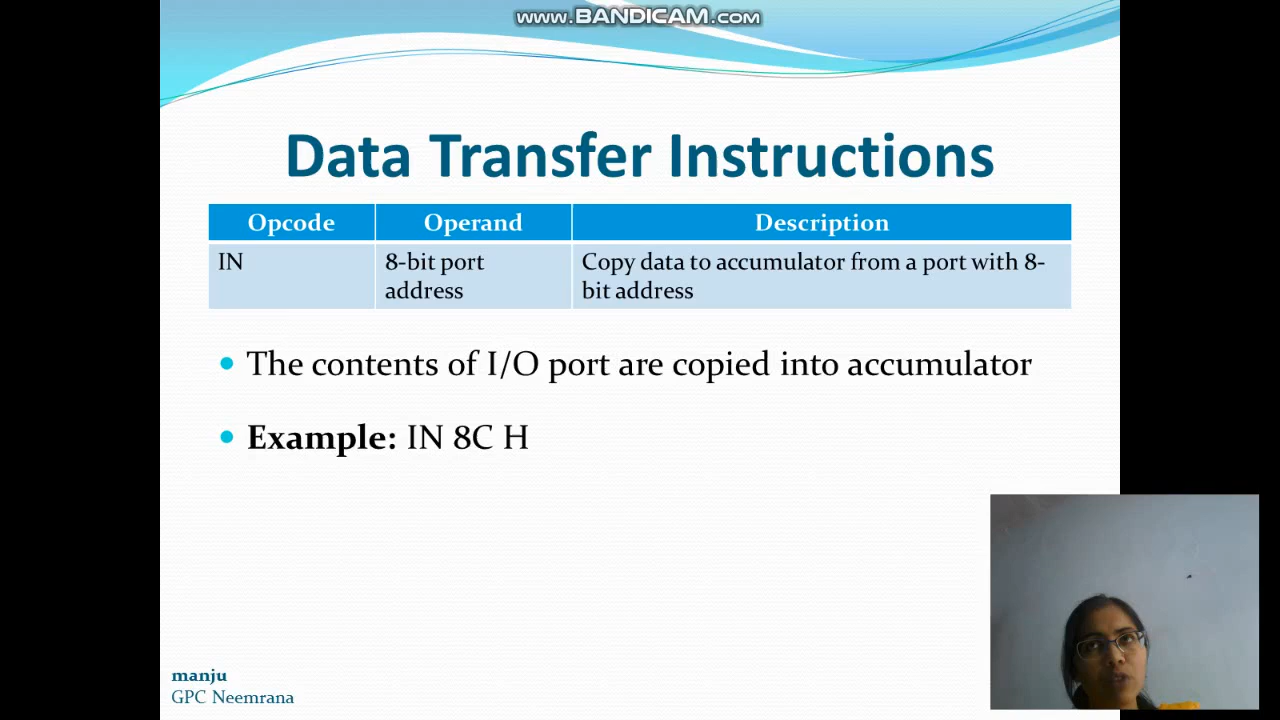 www.BANDICAM.com
Data Transfer Instructions
Opcode Operand Description
IN 8-bit port address Copy data to accumulator from a port with 8-bit address
• The contents of I/O port are copied into accumulator
• Example: IN 8C H
manju
GPC Neemrana